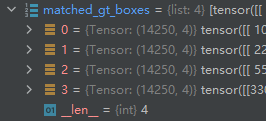 matched_gt_boxes = {list: 4} [tensor([[
0 = {Tensor: (14250, 4)} tensor([[ 10
1 = {Tensor: (14250, 4)} tensor([[ 22
2 = {Tensor: (14250, 4)} tensor([[ 55
3 = {Tensor: (14250, 4)} tensor([[330
01 __len__ = {int} 4